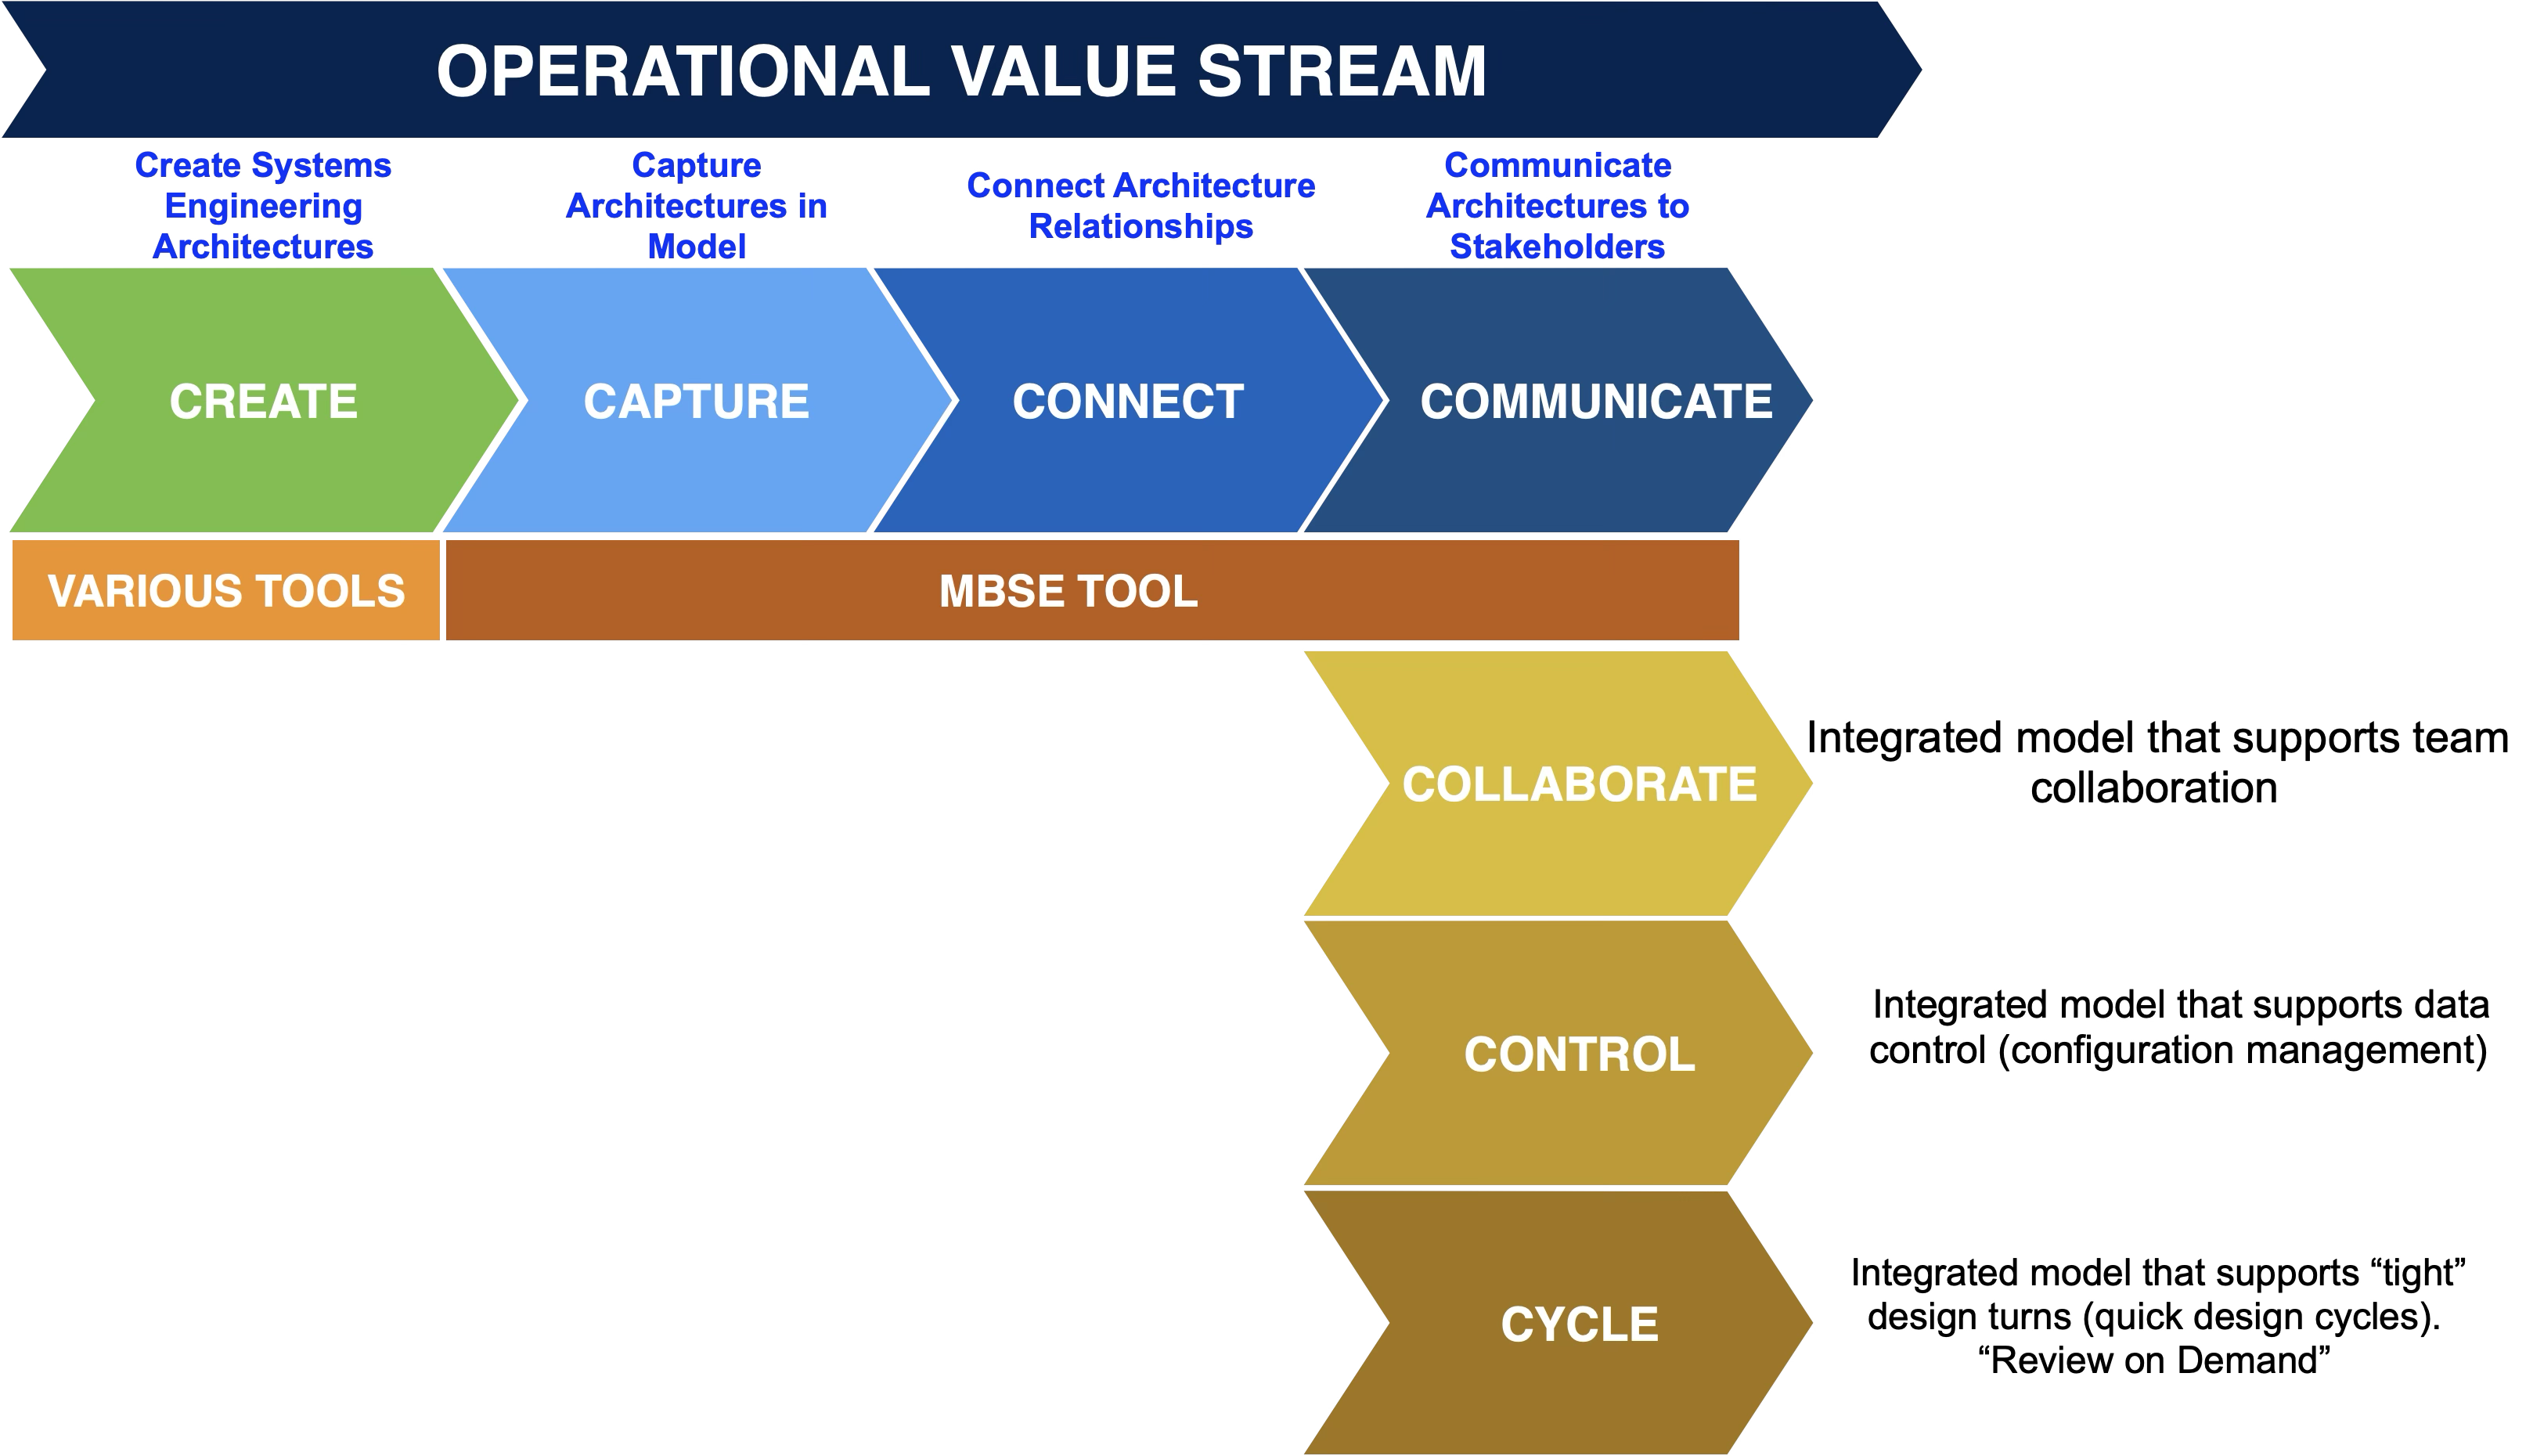 OPERATIONAL VALUE STREAM
Create Systems
Engineering
Architectures
Capture
Architectures in
Model
Connect Architecture
Relationships
Communicate
Architectures to
Stakeholders
CREATE
CAPTURE
CONNECT
COMMUNICATE
VARIOUS TOOLS
MBSE TOOL
COLLABORATE
Integrated model that supports team
collaboration
CONTROL
Integrated model that supports data
control (configuration management)
CYCLE
Integrated model that supports “tight”
design turns (quick design cycles).
“Review on Demand”